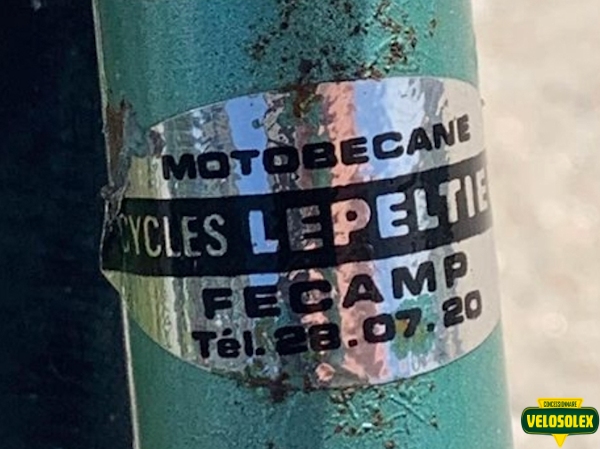 MOTOBECANE
CYCLES LEPELTIE
FECAMP
Tél. 28.07.20
CONCESSIONNAIRE
VELOSOLEX